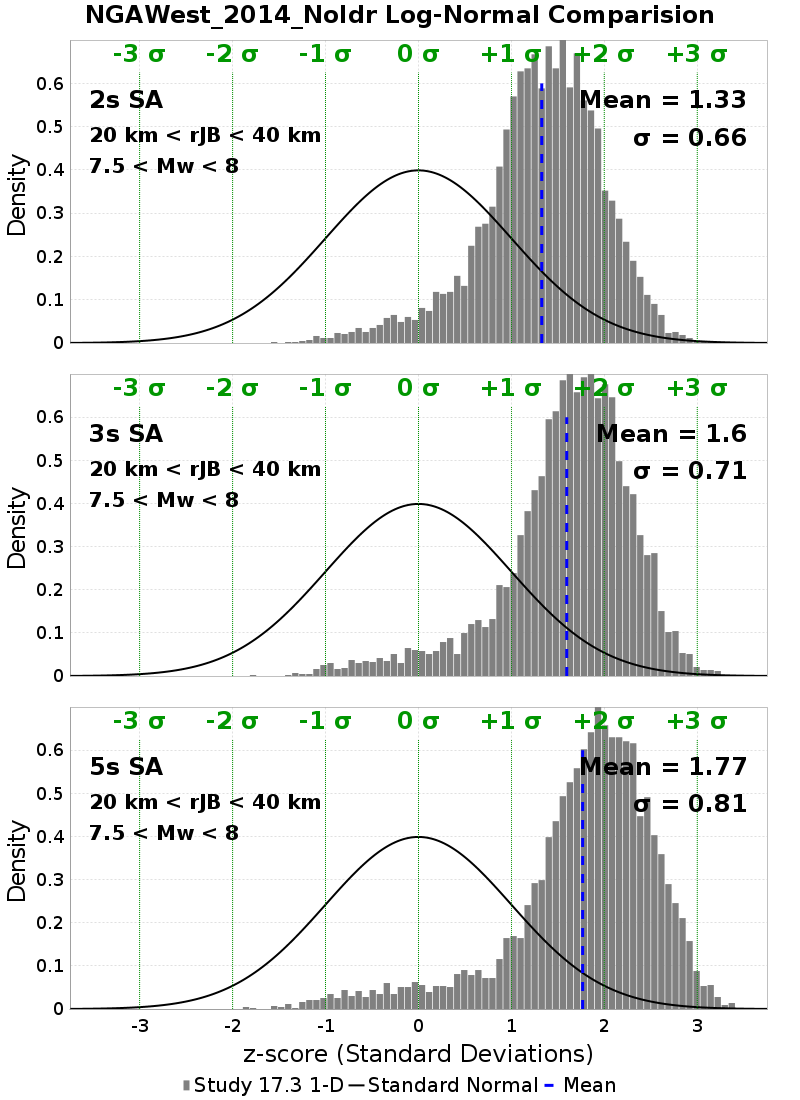 NGAWest_2014_NoIdr Log-Normal Comparision
-3 σ -2 σ -1 σ 0 σ +1 σ +2 σ +3 σ
2s SA Mean = 1.33
20 km < rJB < 40 km σ = 0.66
7.5 < Mw < 8
Density
0.6
0.5
0.4
0.3
0.2
0.1
0
-3 σ -2 σ -1 σ 0 σ +1 σ +2 σ +3 σ
3s SA Mean = 1.6
20 km < rJB < 40 km σ = 0.71
7.5 < Mw < 8
Density
0.6
0.5
0.4
0.3
0.2
0.1
0
-3 σ -2 σ -1 σ 0 σ +1 σ +2 σ +3 σ
5s SA Mean = 1.77
20 km < rJB < 40 km σ = 0.81
7.5 < Mw < 8
Density
0.6
0.5
0.4
0.3
0.2
0.1
0
-3 -2 -1 0 1 2 3
z-score (Standard Deviations)
Study 17.3 1-D Standard Normal Mean